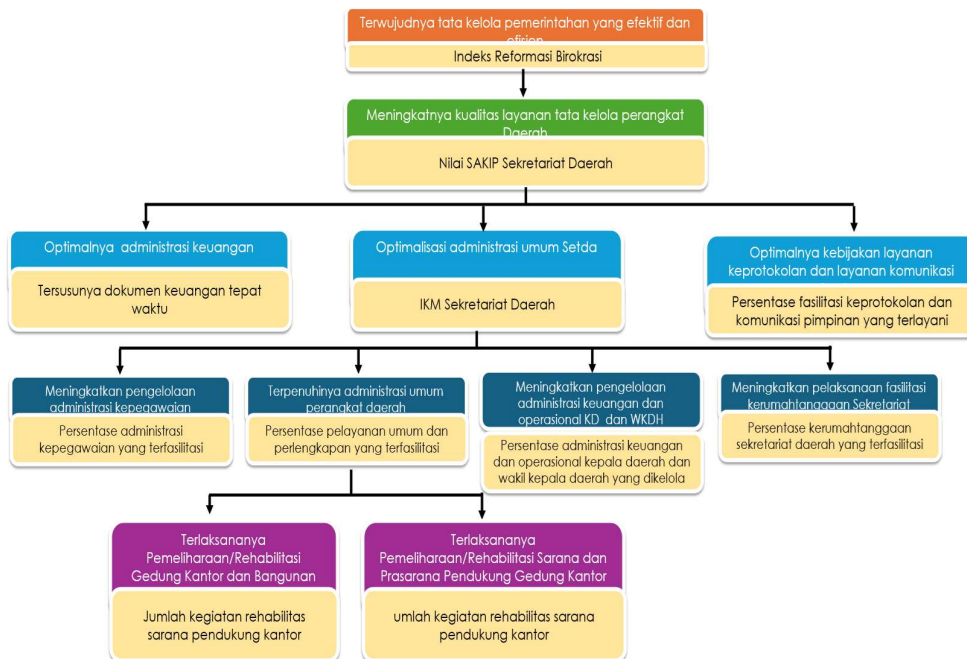 Terwujudnya tata kelola pemerintahan yang efektif dan
efisien
Indeks Reformasi Birokrasi
Meningkatnya kualitas layanan tata kelola perangkat
Daerah
Nilai SAKIP Sekretariat Daerah
Optimalnya administrasi keuangan
Tersusunya dokumen keuangan tepat
waktu
Optimalisasi administrasi umum Setda
IKM Sekretariat Daerah
Optimalnya kebijakan layanan
keprotokolan dan layanan komunikasi
Persentase fasilitasi keprotokolan dan
komunikasi pimpinan yang terlayani
Meningkatkan pengelolaan
administrasi kepegawaian
Persentase administrasi
kepegawaian yang terfasilitasi
Terpenuhinya administrasi umum
perangkat daerah
Persentase pelayanan umum dan
perlengkapan yang terfasilitasi
Meningkatkan pengelolaan
administrasi keuangan dan
operasional KD dan WKDH
Persentase administrasi keuangan
dan operasional kepala daerah dan
wakil kepala daerah yang dikelola
Meningkatkan pelaksanaan fasilitasi
kerumahtanggaan Sekretariat
Persentase kerumahtanggaan
sekretariat daerah yang terfasilitasi
Terlaksananya
Pemeliharaan/Rehabilitasi
Gedung Kantor dan Bangunan
Jumlah kegiatan rehabilitas
sarana pendukung kantor
Terlaksananya
Pemeliharaan/Rehabilitasi Sarana dan
Prasarana Pendukung Gedung Kantor
umlah kegiatan rehabilitas sarana
pendukung kantor